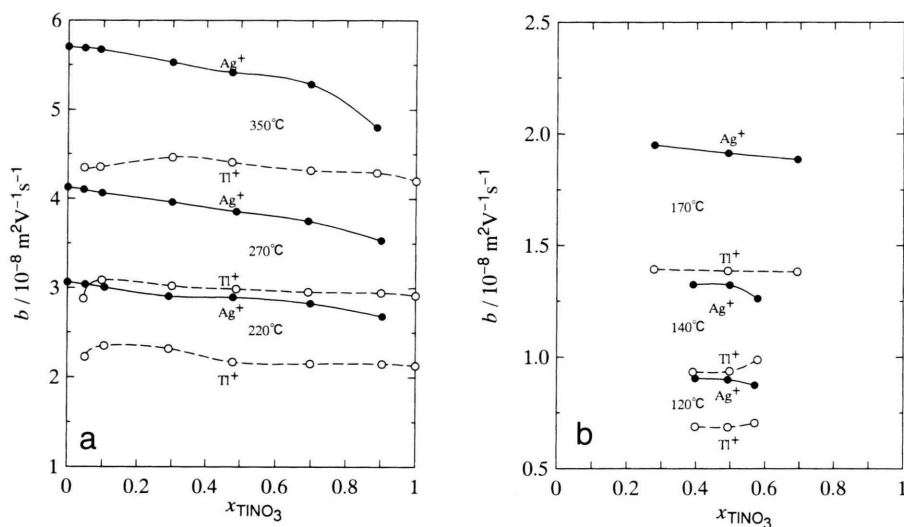 6
5
4
3
2
1
b / 10⁻⁸ m²V⁻¹s⁻¹
Ag⁺
350℃
Tl⁺
Ag⁺
270℃
Tl⁺
Ag⁺
220℃
Tl⁺
a
0 0.2 0.4 0.6 0.8 1
xTlNO₃
2.5
2.0
1.5
1.0
0.5
b / 10⁻⁸ m²V⁻¹s⁻¹
Ag⁺
170℃
Tl⁺
Ag⁺
140℃
Tl⁺
Ag⁺
120℃
Tl⁺
b
0 0.2 0.4 0.6 0.8 1
xTlNO₃